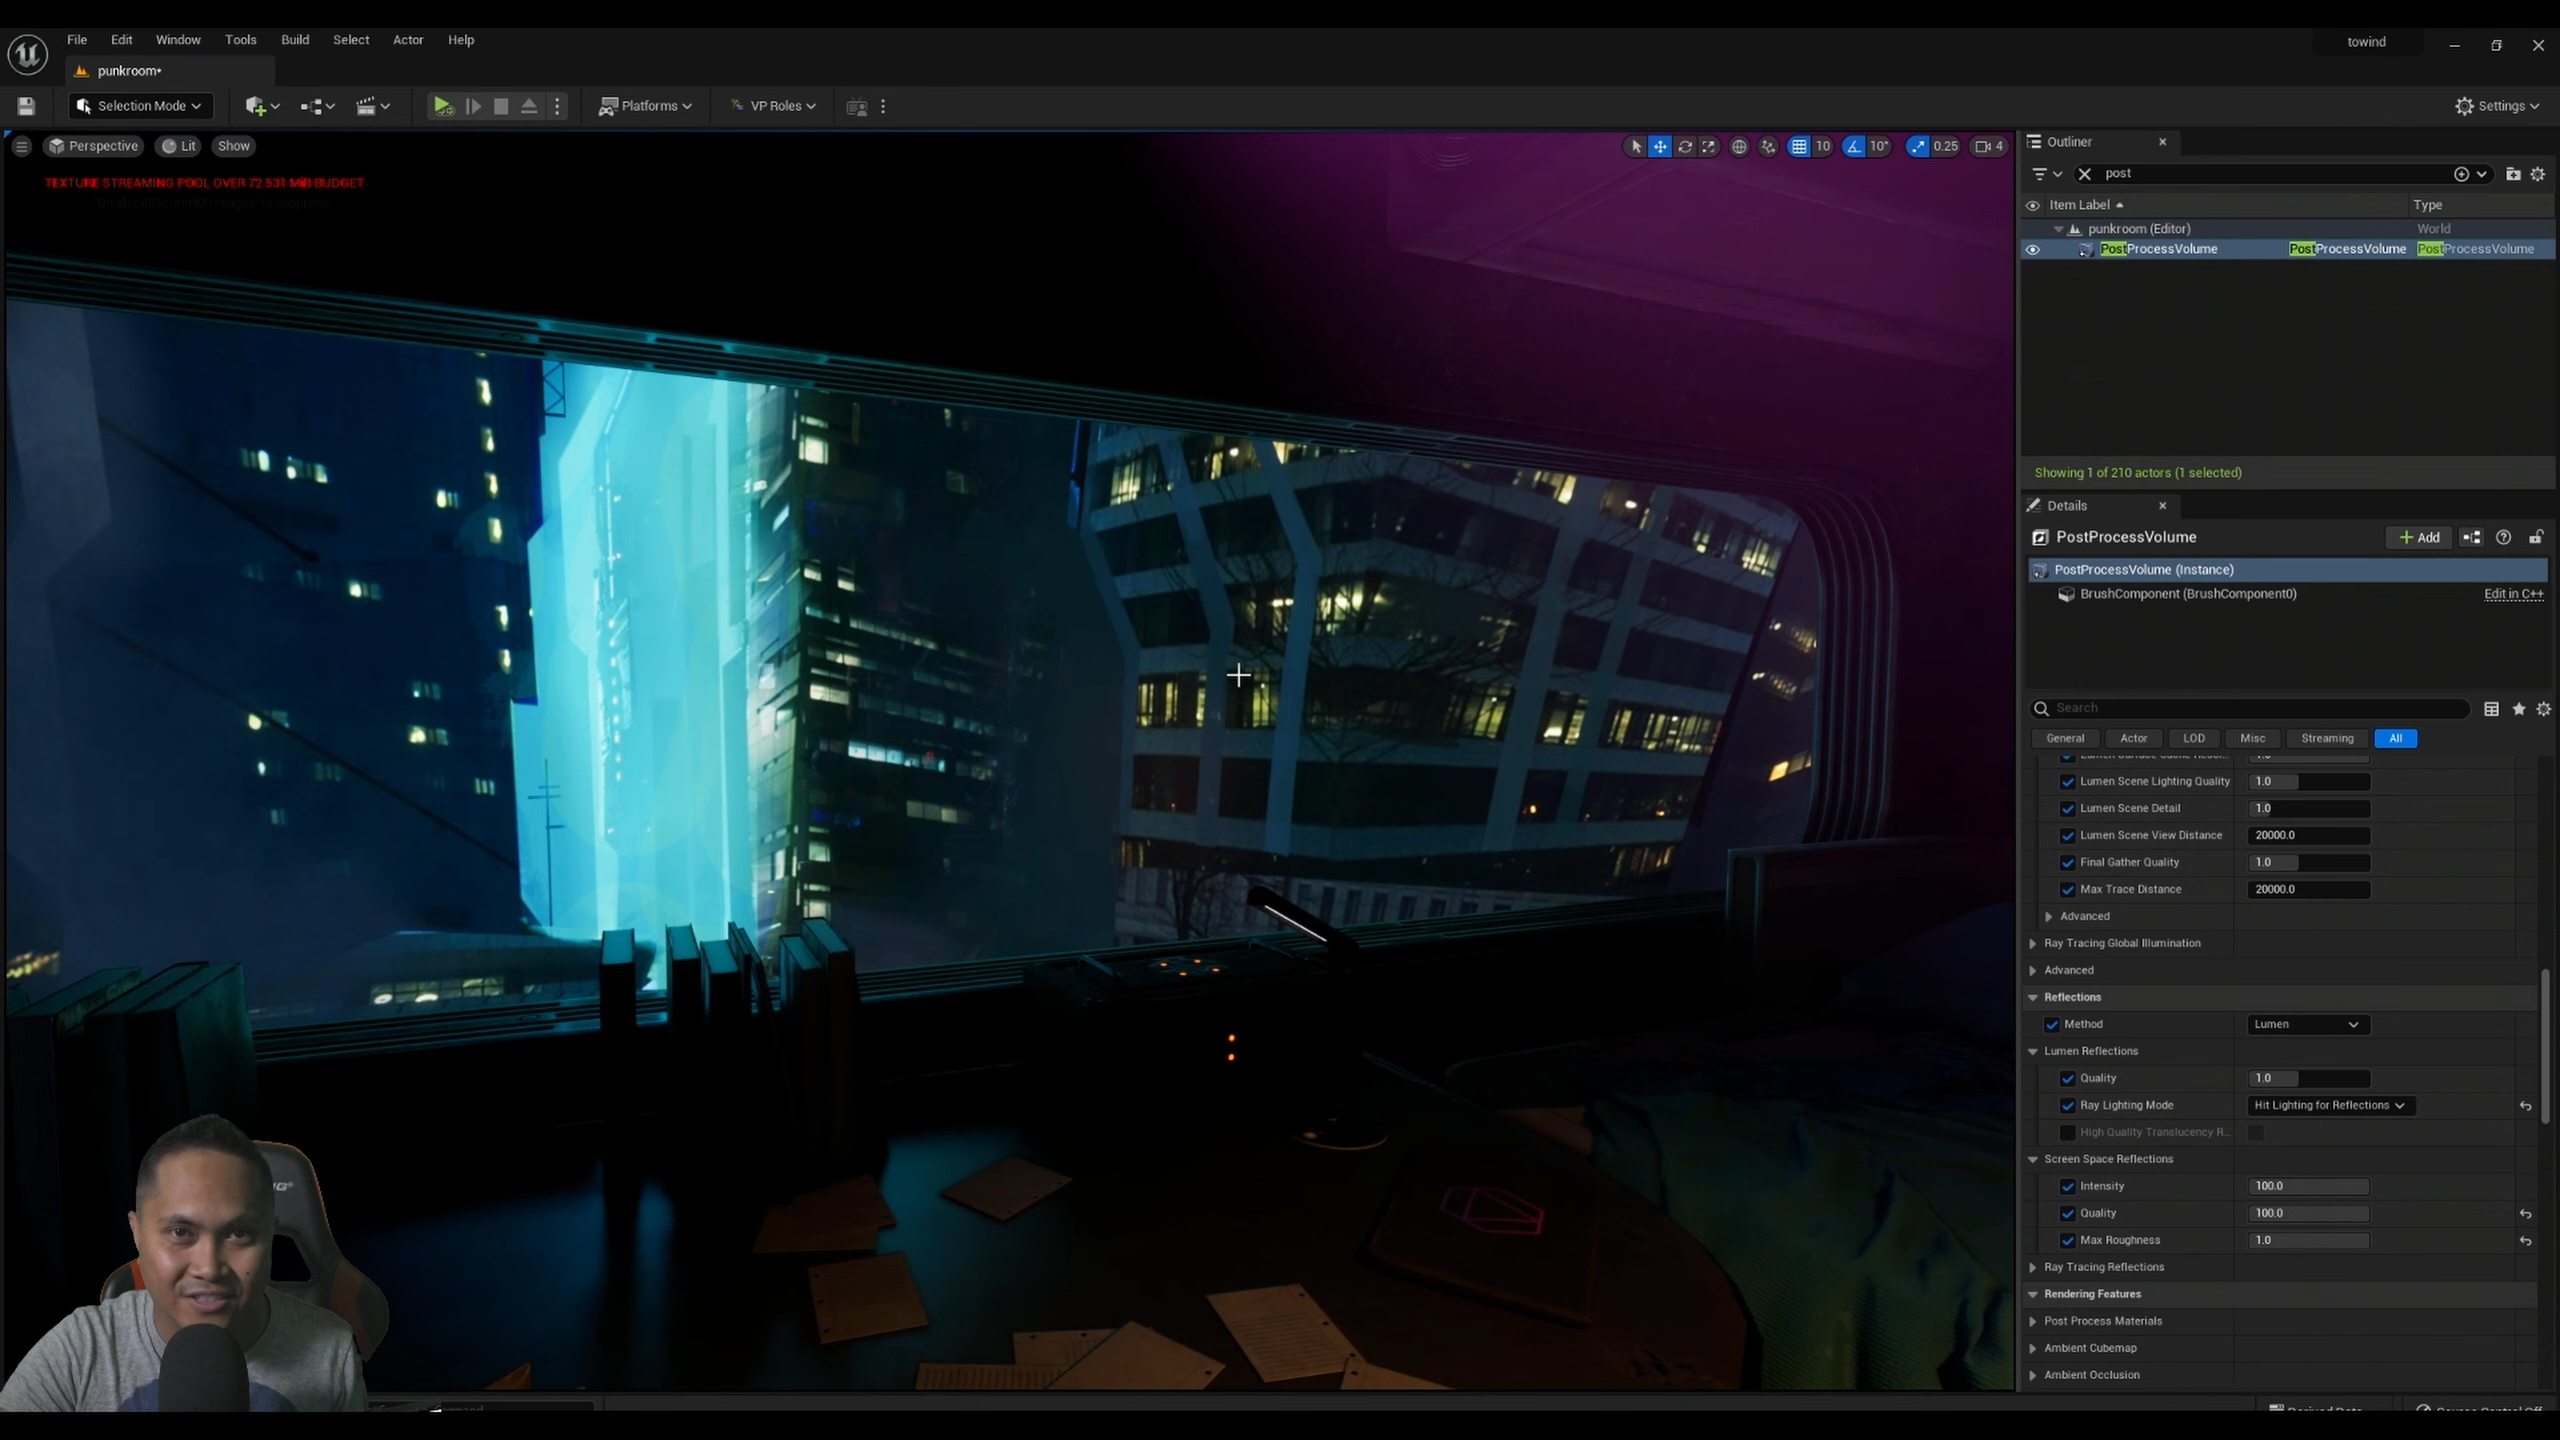 File Edit Window Tools Build Select Actor Help
towind
punkroom•
Selection Mode
Platforms
VP Roles
Settings
Perspective Lit Show
10 10° 0.25 4
TEXTURE STREAMING POOL OVER 72.531 MiB BUDGET
'DisableAllScreenMessages' to suppress
Outliner
post
Item Label Type
punkroom (Editor) World
PostProcessVolume PostProcessVolume PostProcessVolume
Showing 1 of 210 actors (1 selected)
Details
PostProcessVolume Add
PostProcessVolume (Instance)
BrushComponent (BrushComponent0) Edit in C++
Search
General Actor LOD Misc Streaming All
Lumen Scene Lighting Quality 1.0
Lumen Scene Detail 1.0
Lumen Scene View Distance 20000.0
Final Gather Quality 1.0
Max Trace Distance 20000.0
Advanced
Ray Tracing Global Illumination
Advanced
Reflections
Method Lumen
Lumen Reflections
Quality 1.0
Ray Lighting Mode Hit Lighting for Reflections
High Quality Translucency R...
Screen Space Reflections
Intensity 100.0
Quality 100.0
Max Roughness 1.0
Ray Tracing Reflections
Rendering Features
Post Process Materials
Ambient Cubemap
Ambient Occlusion